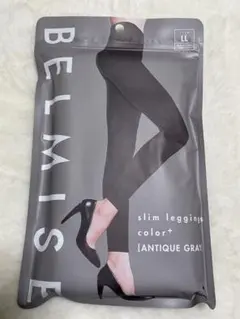 BELMISE
LL
slim leggings
color+
[ANTIQUE GRAY]